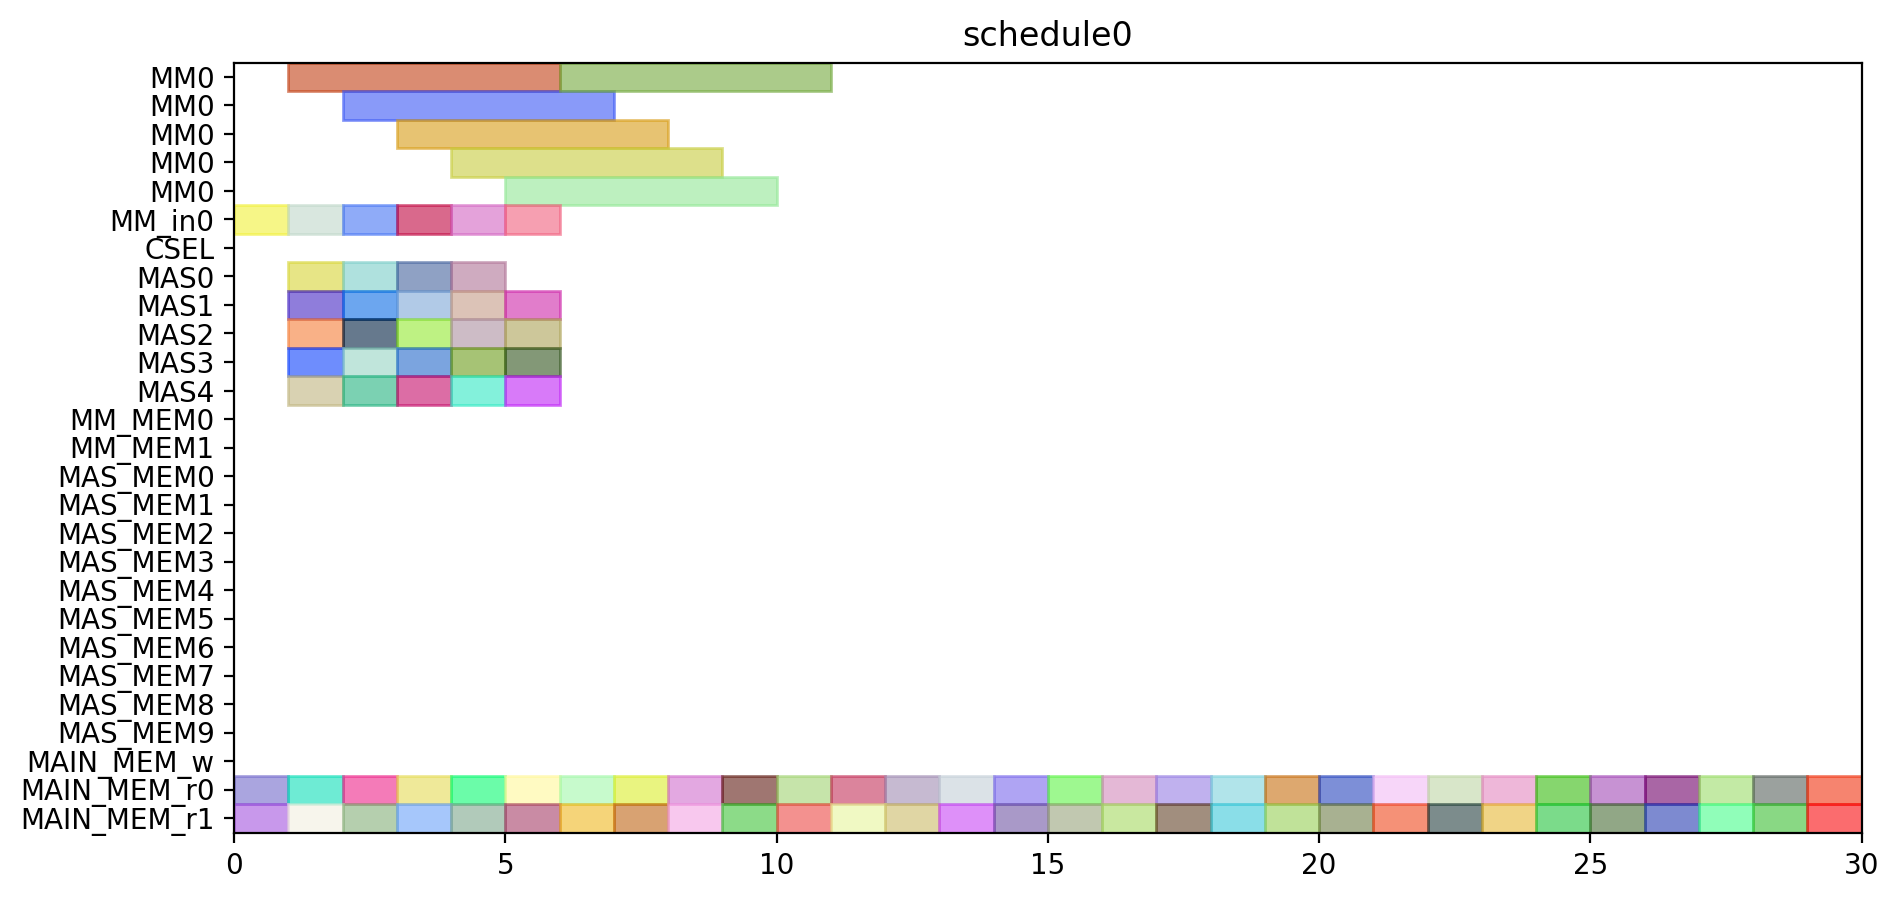 schedule0
MM0
MM0
MM0
MM0
MM0
MM_in0
CSEL
MAS0
MAS1
MAS2
MAS3
MAS4
MM_MEM0
MM_MEM1
MAS_MEM0
MAS_MEM1
MAS_MEM2
MAS_MEM3
MAS_MEM4
MAS_MEM5
MAS_MEM6
MAS_MEM7
MAS_MEM8
MAS_MEM9
MAIN_MEM_w
MAIN_MEM_r0
MAIN_MEM_r1
0 5 10 15 20 25 30